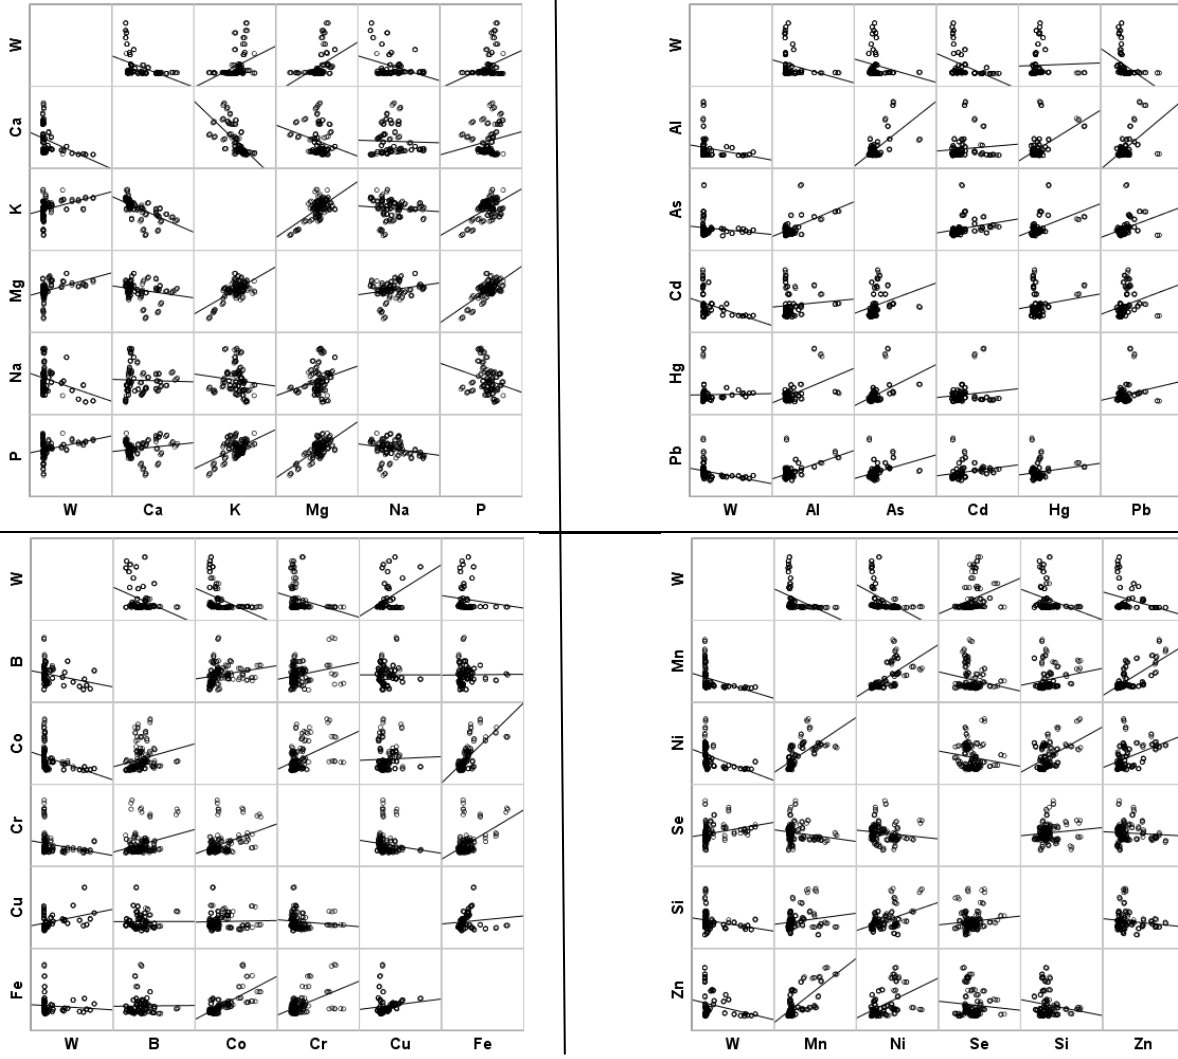 W
Ca
K
Mg
Na
P
W Ca K Mg Na P
W
Al
As
Cd
Hg
Pb
W Al As Cd Hg Pb
W
B
Co
Cr
Cu
Fe
W B Co Cr Cu Fe
W
Mn
Ni
Se
Si
Zn
W Mn Ni Se Si Zn